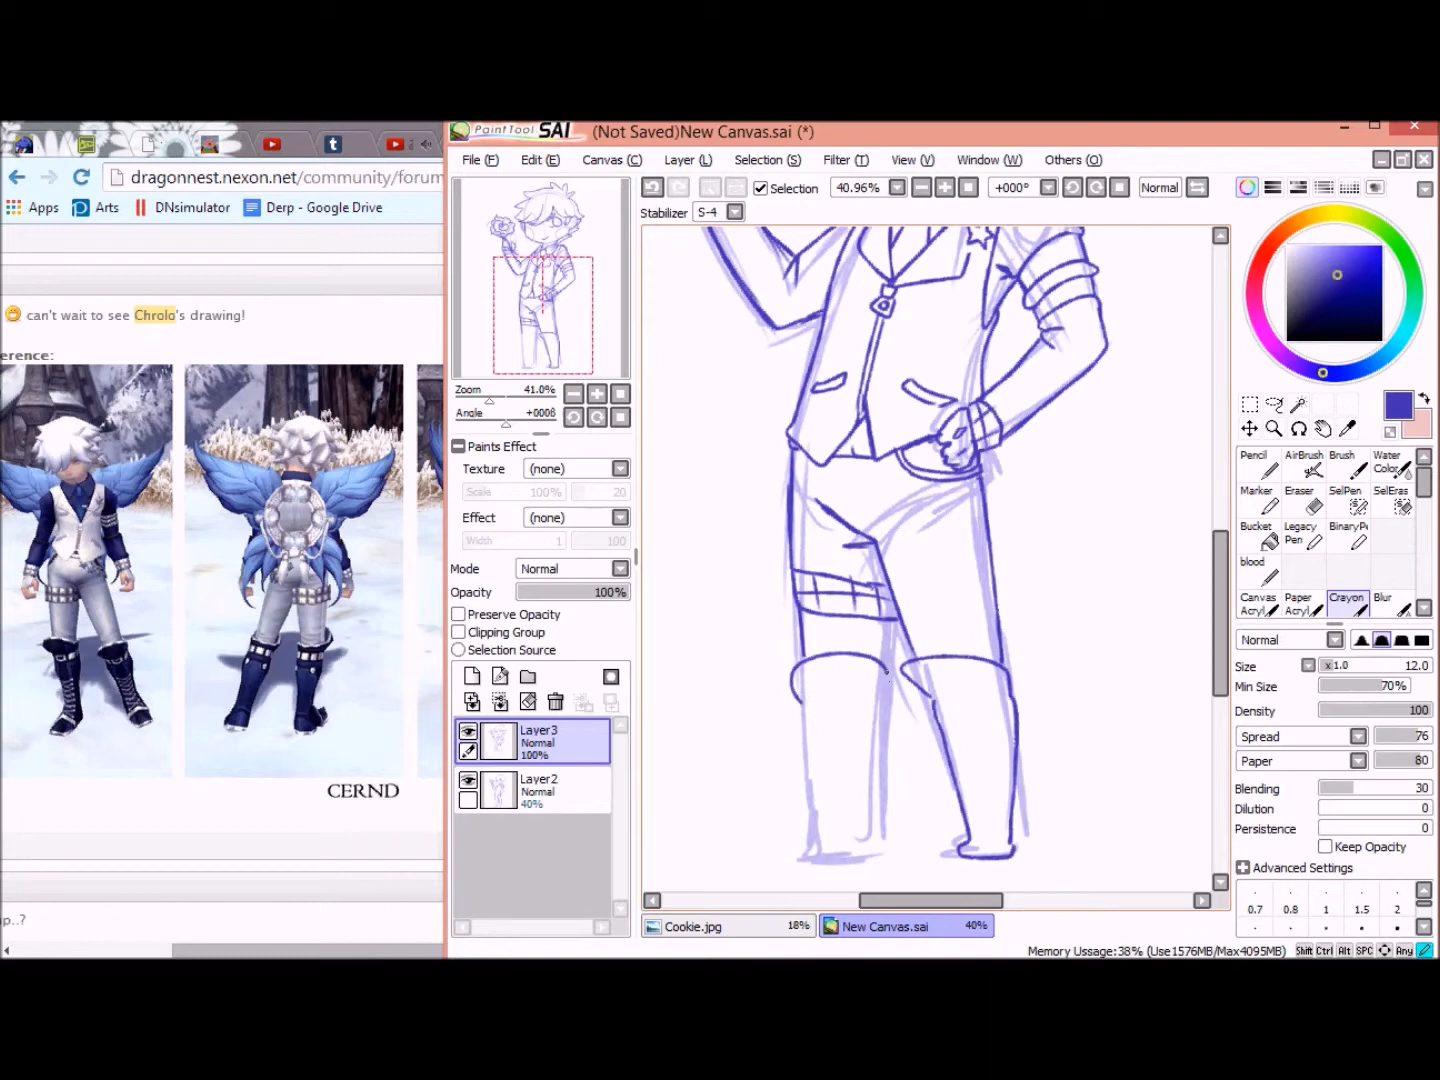 PaintTool SAI (Not Saved)New Canvas.sai (*)
dragonnest.nexon.net/community/forum
Apps Arts DNsimulator Derp - Google Drive
can't wait to see Chrolo's drawing!
erence:
CERND
p..?
File (F) Edit (E) Canvas (C) Layer (L) Selection (S) Filter (T) View (V) Window (W) Others (O)
Selection 40.96% +000° Normal
Stabilizer S-4
Zoom 41.0%
Angle +000ß
Paints Effect
Texture (none)
Scale 100% 20
Effect (none)
Width 1 100
Mode Normal
Opacity 100%
Preserve Opacity
Clipping Group
Selection Source
Layer3
Normal
100%
Layer2
Normal
40%
Cookie.jpg 18% New Canvas.sai 40%
Pencil AirBrush Brush Water Color
Marker Eraser SelPen SelEras
Bucket Legacy Pen BinaryPe
blood
Canvas Acryl Paper Acryl Crayon Blur
Normal
Size x1.0 12.0
Min Size 70%
Density 100
Spread 76
Paper 80
Blending 30
Dilution 0
Persistence 0
Keep Opacity
Advanced Settings
0.7 0.8 1 1.5 2
Memory Ussage:38% (Use1576MB/Max4095MB) Shift Ctrl Alt SPC Any